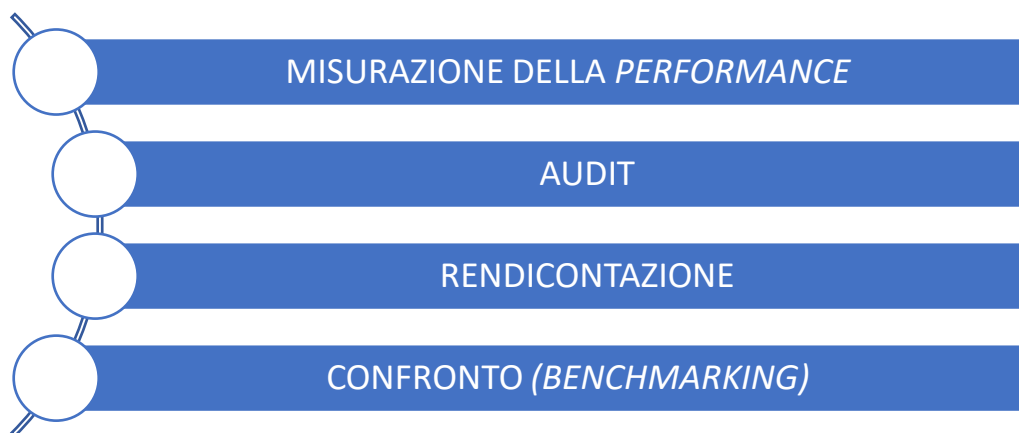 MISURAZIONE DELLA PERFORMANCE
AUDIT
RENDICONTAZIONE
CONFRONTO (BENCHMARKING)